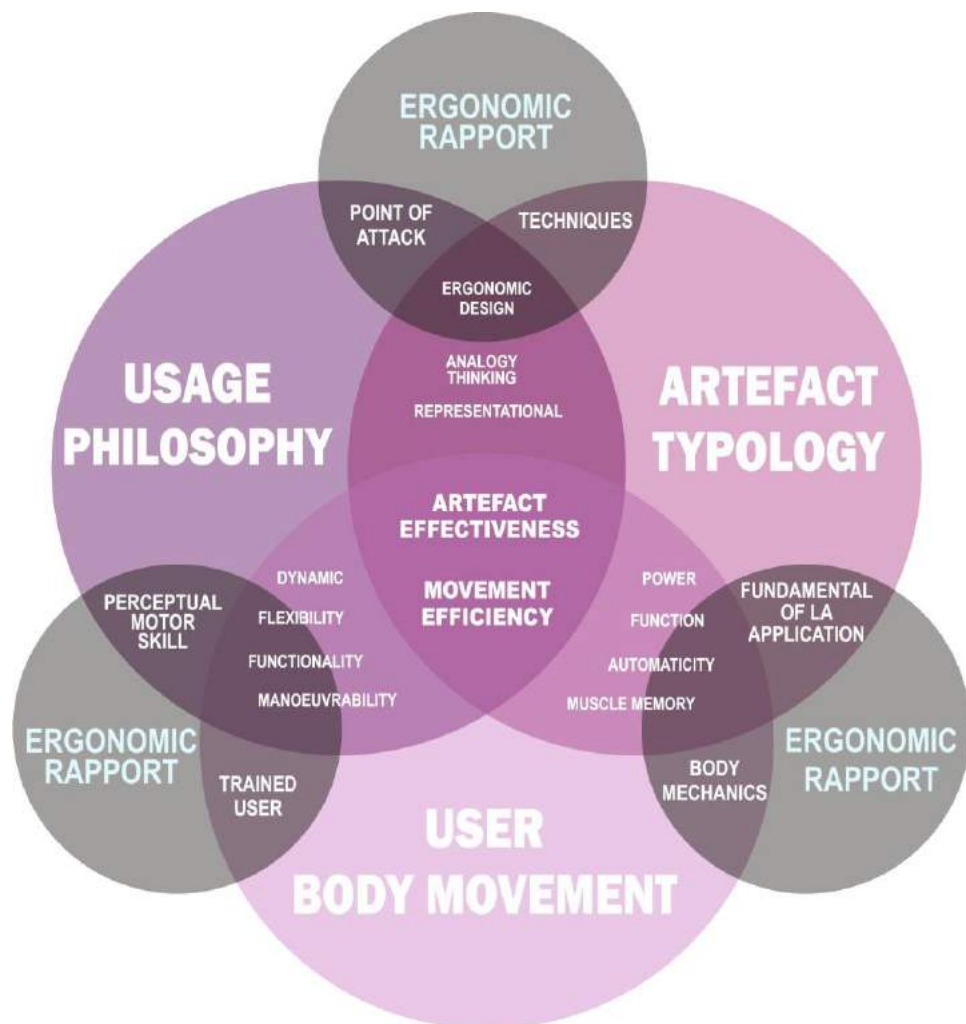 ERGONOMIC
RAPPORT
POINT OF
ATTACK
TECHNIQUES
ERGONOMIC
DESIGN
ANALOGY
THINKING
REPRESENTATIONAL
USAGE
PHILOSOPHY
ARTEFACT
TYPOLOGY
ARTEFACT
EFFECTIVENESS
MOVEMENT
EFFICIENCY
DYNAMIC
FLEXIBILITY
FUNCTIONALITY
MANOEUVRABILITY
POWER
FUNCTION
AUTOMATICITY
MUSCLE MEMORY
PERCEPTUAL
MOTOR
SKILL
FUNDAMENTAL
OF LA
APPLICATION
ERGONOMIC
RAPPORT
TRAINED
USER
BODY
MECHANICS
ERGONOMIC
RAPPORT
USER
BODY MOVEMENT